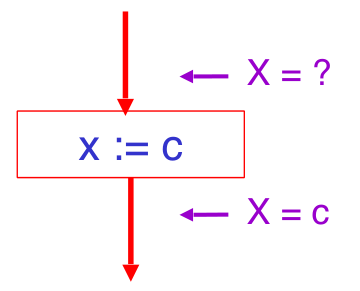 X = ?
x := c
X = c